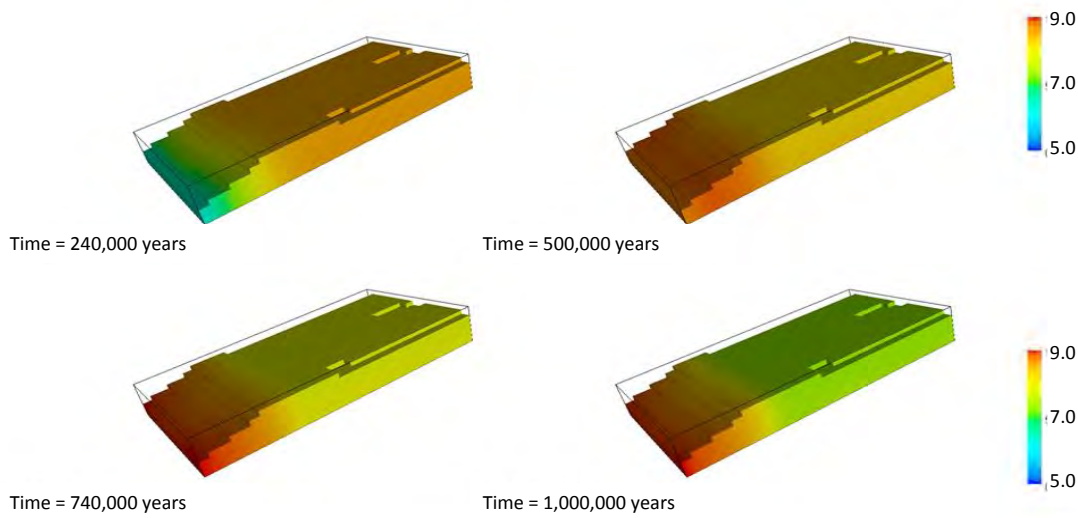 9.0
7.0
5.0
Time = 240,000 years
Time = 500,000 years
9.0
7.0
5.0
Time = 740,000 years
Time = 1,000,000 years